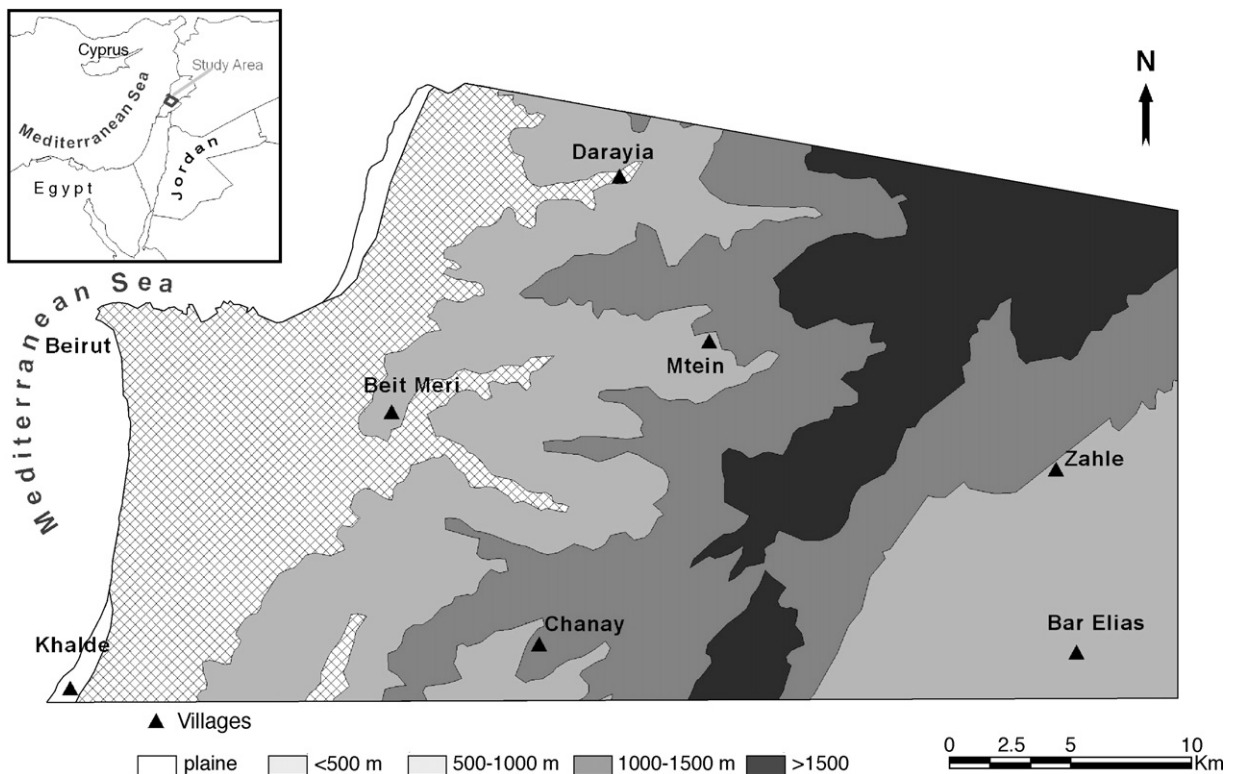 Cyprus
Study Area
Mediterranean Sea
Jordan
Egypt
N
Darayia
Mediterranean Sea
Beirut
Mtein
Beit Meri
Zahle
Chanay
Bar Elias
Khalde
Villages
plaine <500 m 500-1000 m 1000-1500 m >1500
0 2.5 5 10
Km